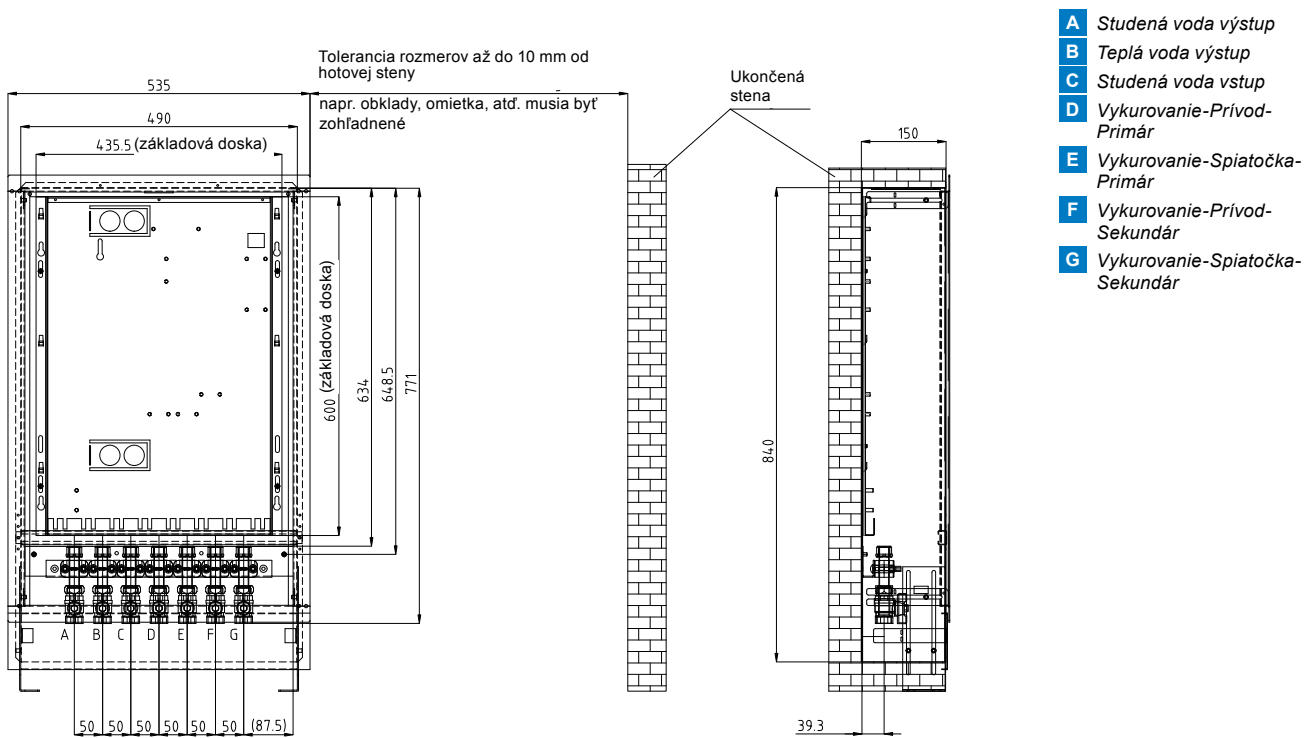 Tolerancia rozmerov až do 10 mm od
hotovej steny
napr. obklady, omietka, atď. musia byť
zohľadnené
535
490
435.5 (základová doska)
Ukončená
stena
150
600 (základová doska)
634
648.5
771
840
A B C D E F G
50 50 50 50 50 50 (87.5)
39.3
A Studená voda výstup
B Teplá voda výstup
C Studená voda vstup
D Vykurovanie-Prívod-
Primár
E Vykurovanie-Spiatočka-
Primár
F Vykurovanie-Prívod-
Sekundár
G Vykurovanie-Spiatočka-
Sekundár